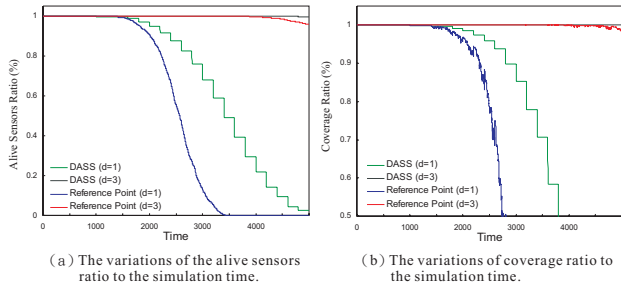 1
0.8
0.6
0.4
0.2
0
Alive Sensors Ratio (%)
DASS (d=1)
DASS (d=3)
Reference Point (d=1)
Reference Point (d=3)
0 1000 2000 3000 4000
Time
(a) The variations of the alive sensors
ratio to the simulation time.
1
0.9
0.8
0.7
0.6
0.5
Coverage Ratio (%)
DASS (d=1)
DASS (d=3)
Reference Point (d=1)
Reference Point (d=3)
0 1000 2000 3000 4000
Time
(b) The variations of coverage ratio to
the simulation time.